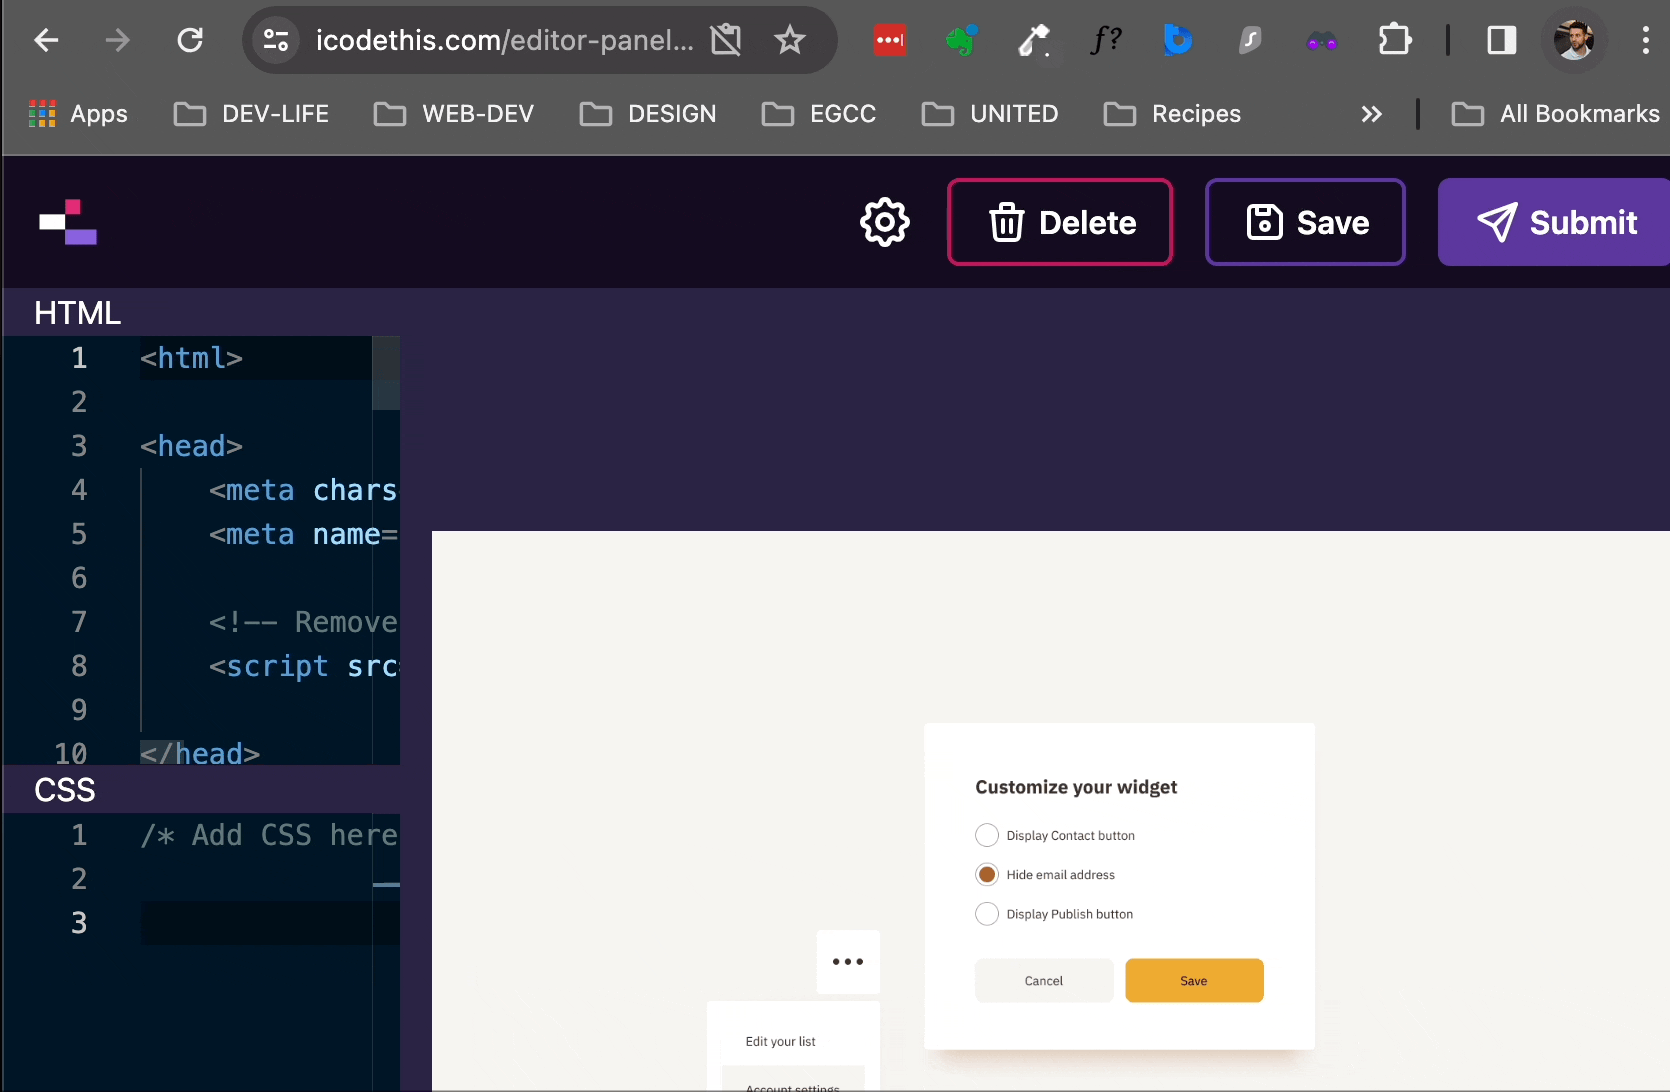 icodethis.com/editor-panel...
f?
Apps
DEV-LIFE
WEB-DEV
DESIGN
EGCC
UNITED
Recipes
All Bookmarks
Delete
Save
Submit
HTML
1 <html>
2
3 <head>
4 <meta chars
5 <meta name=
6
7 <!-- Remove
8 <script src
9
10 </head>
CSS
1 /* Add CSS here
2
3
Customize your widget
Display Contact button
Hide email address
Display Publish button
Cancel
Save
Edit your list
Account settings